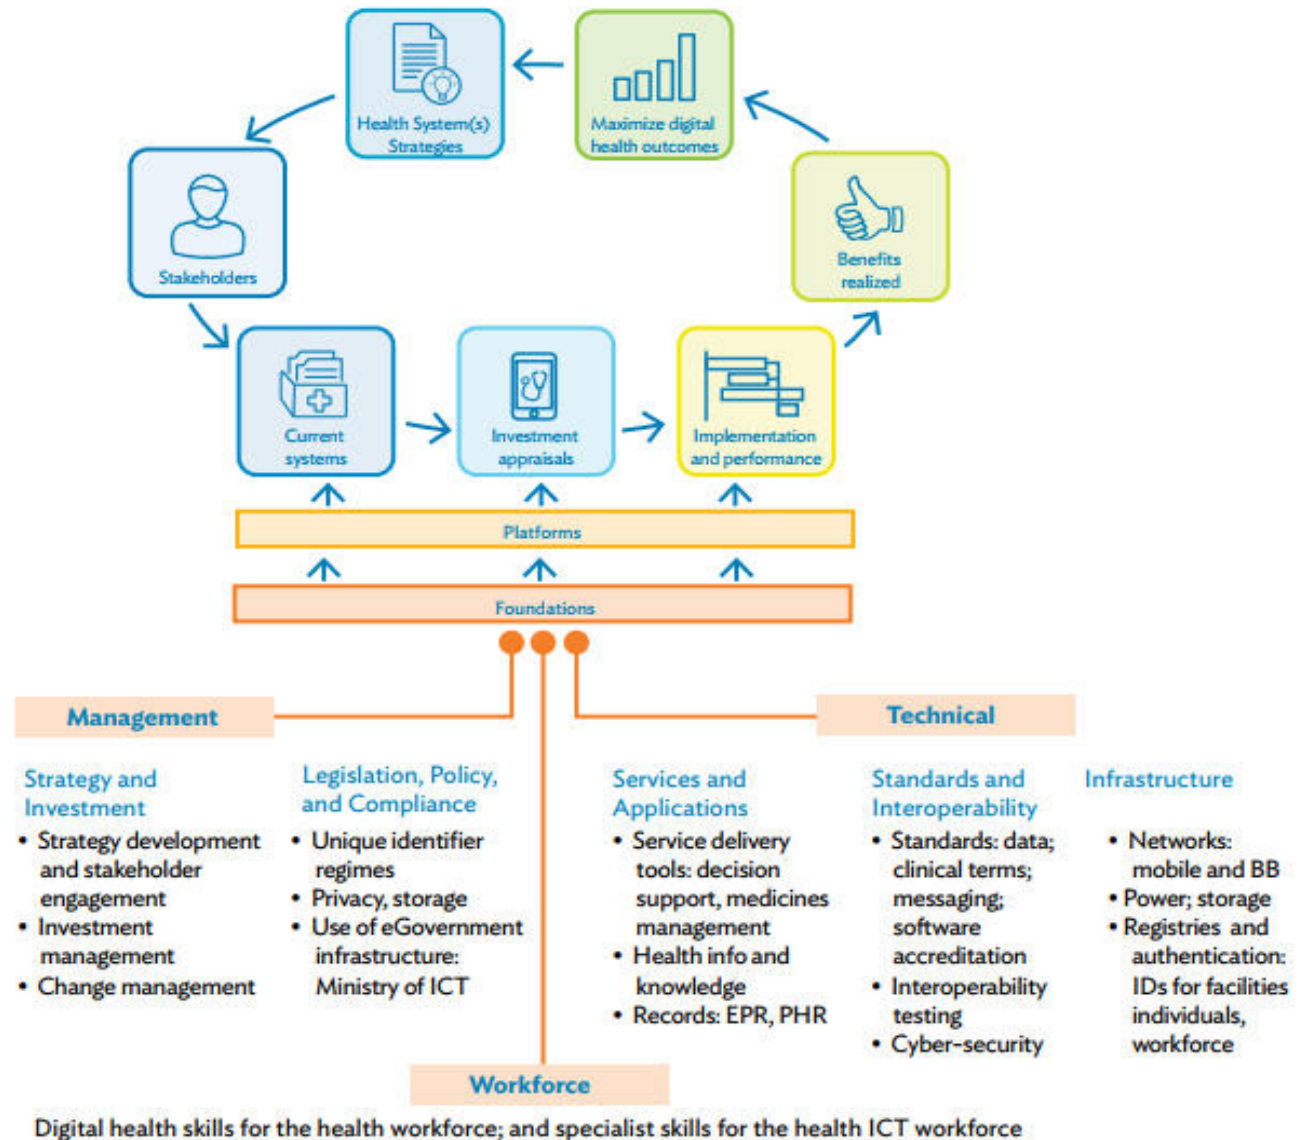 Health System(s)
Strategies
Maximize digital
health outcomes
Stakeholders
Benefits
realized
Current
systems
Investment
appraisals
Implementation
and performance
Platforms
Foundations
Management
Technical
Strategy and
Investment
• Strategy development
and stakeholder
engagement
• Investment
management
• Change management
Legislation, Policy,
and Compliance
• Unique identifier
regimes
• Privacy, storage
• Use of eGovernment
infrastructure:
Ministry of ICT
Services and
Applications
• Service delivery
tools: decision
support, medicines
management
• Health info and
knowledge
• Records: EPR, PHR
Standards and
Interoperability
• Standards: data;
clinical terms;
messaging;
software
accreditation
• Interoperability
testing
• Cyber-security
Infrastructure
• Networks:
mobile and BB
• Power; storage
• Registries and
authentication:
IDs for facilities
individuals,
workforce
Workforce
Digital health skills for the health workforce; and specialist skills for the health ICT workforce